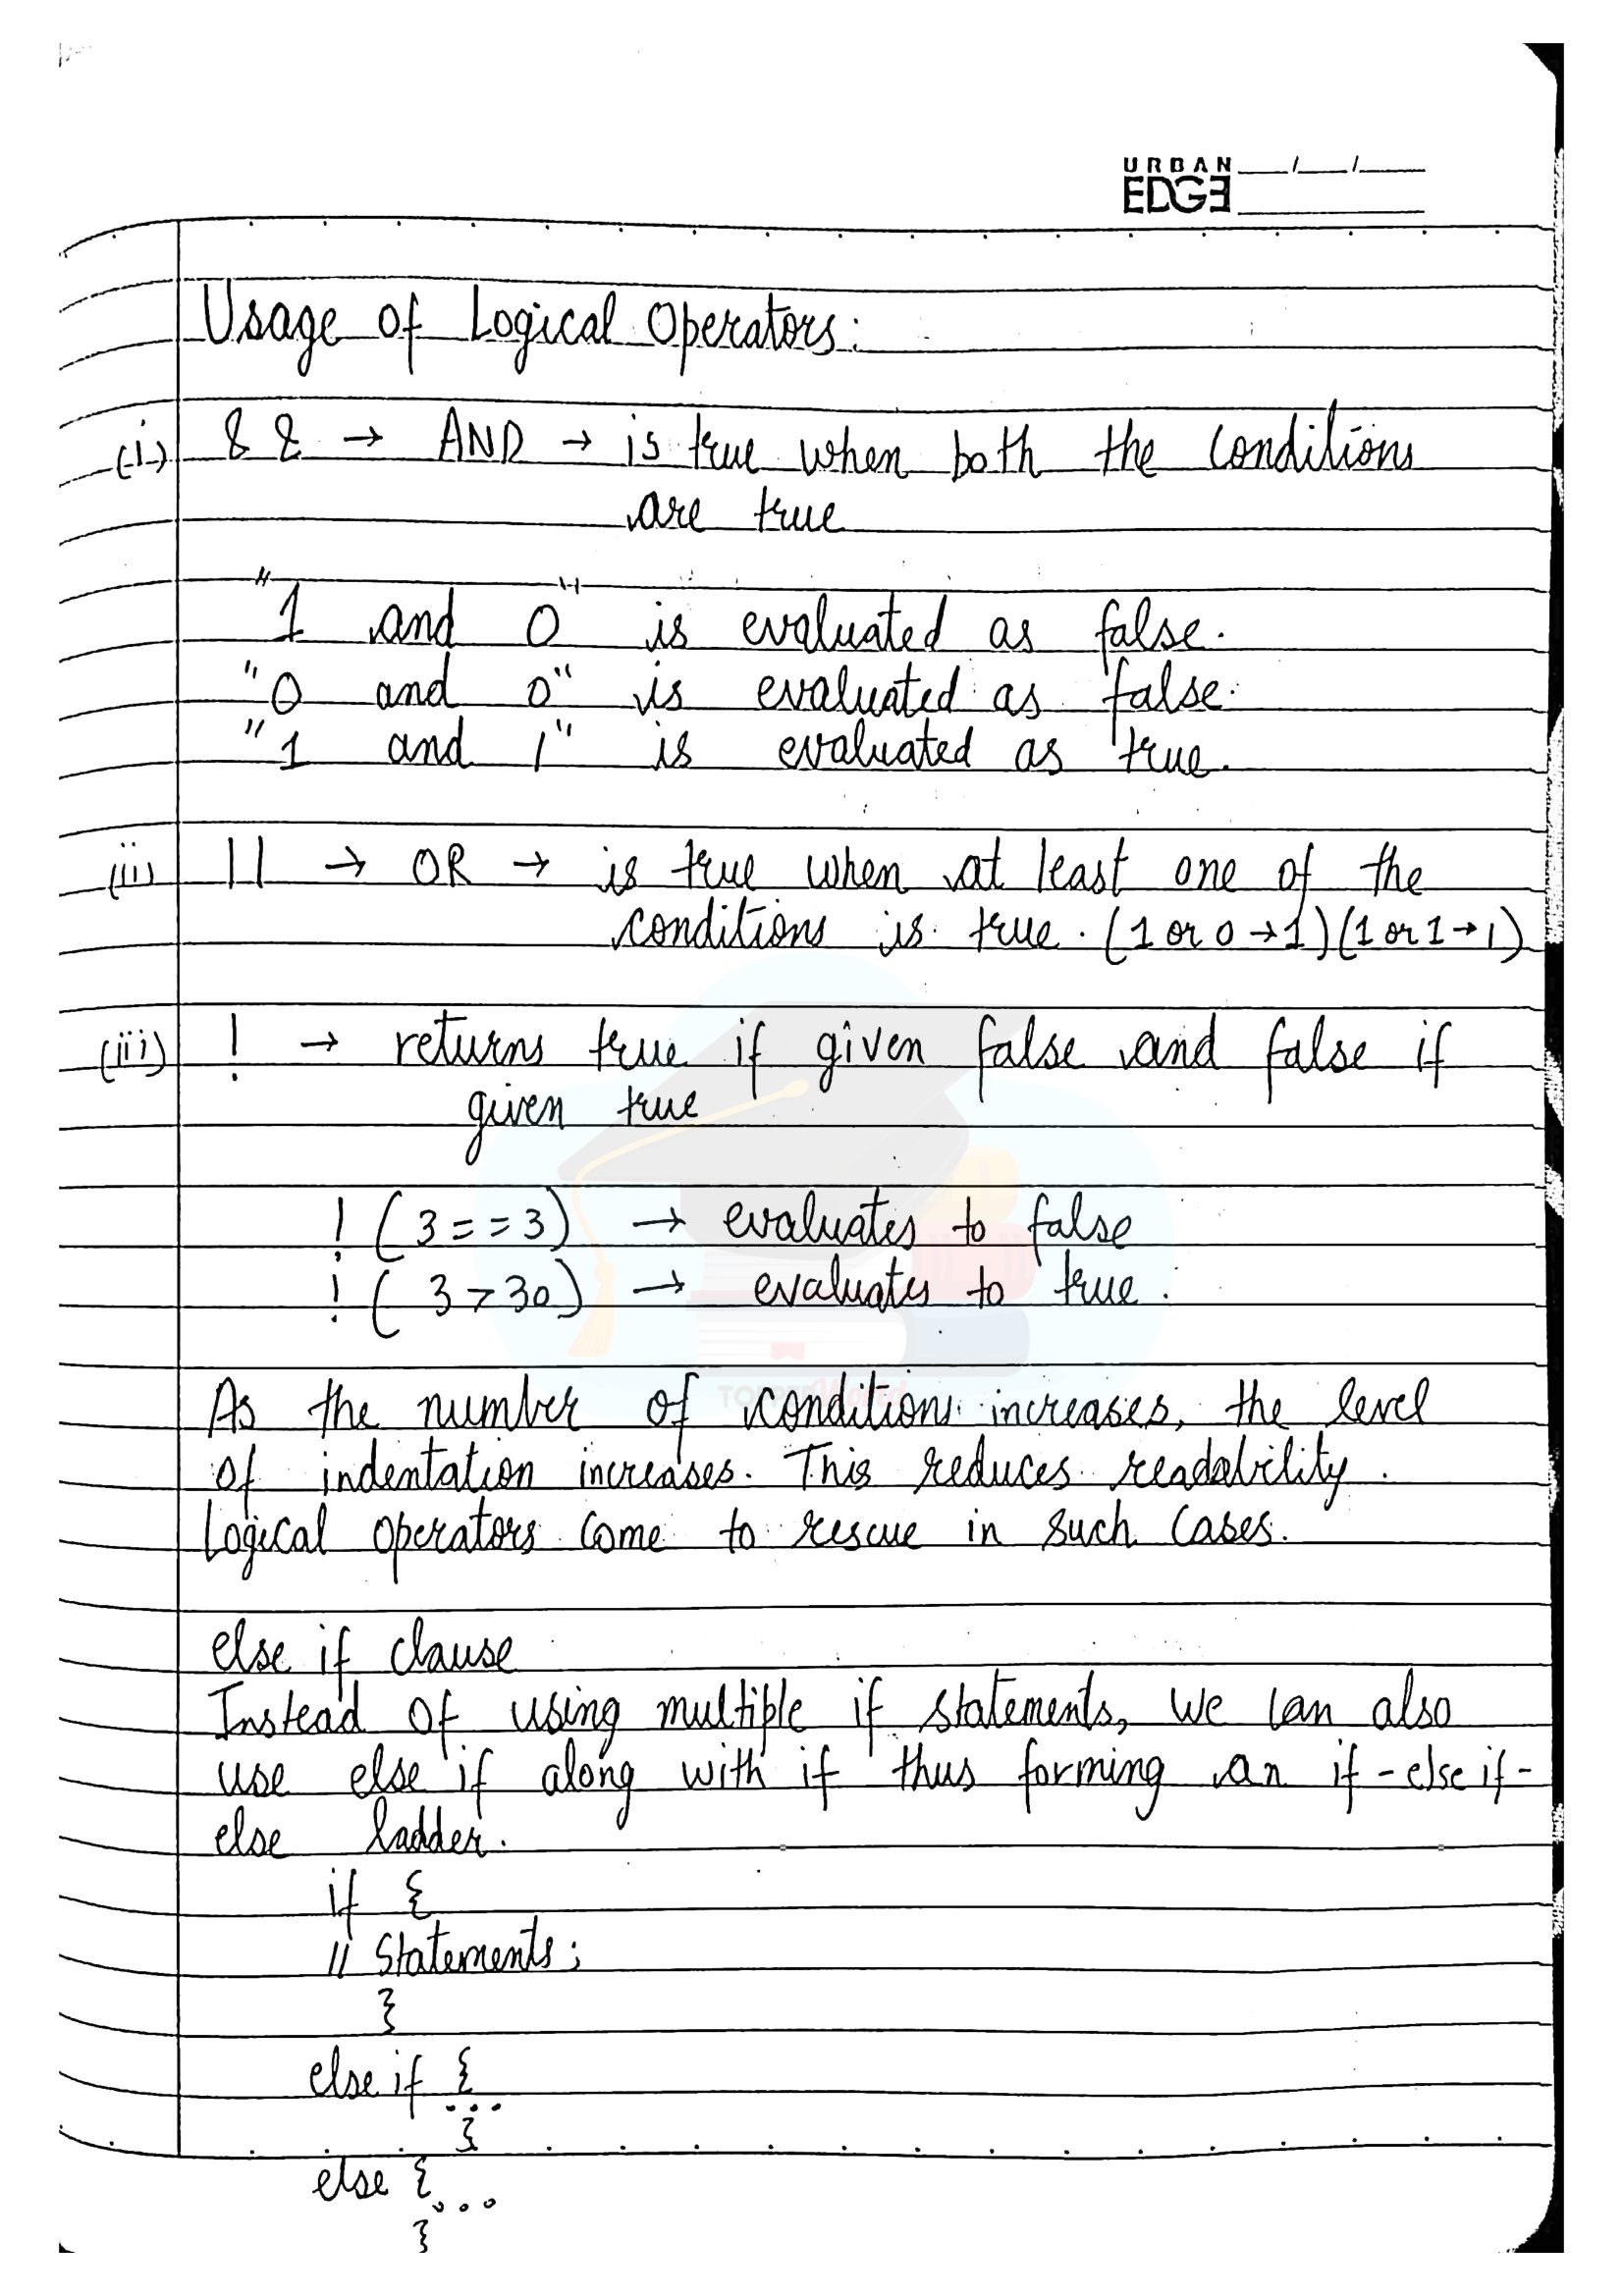 URBAN
EDGE
Usage of Logical Operators:
(i) && → AND → is true when both the conditions
are true
"1 and 0" is evaluated as false.
"0 and 0" is evaluated as false.
"1 and 1" is evaluated as true.
(ii) || → OR → is true when at least one of the
conditions is true. (1 or 0 → 1) (1 or 1 → 1)
(iii) ! → returns true if given false and false if
given true
! (3 == 3) → evaluates to false
! (3 > 30) → evaluates to true.
As the number of conditions increases, the level
of indentation increases. This reduces readability.
Logical operators come to rescue in such cases.
else if clause
Instead of using multiple if statements, we can also
use else if along with if thus forming an if - else if -
else ladder.
if {
// Statements;
}
else if {
...
}
else {
...
}